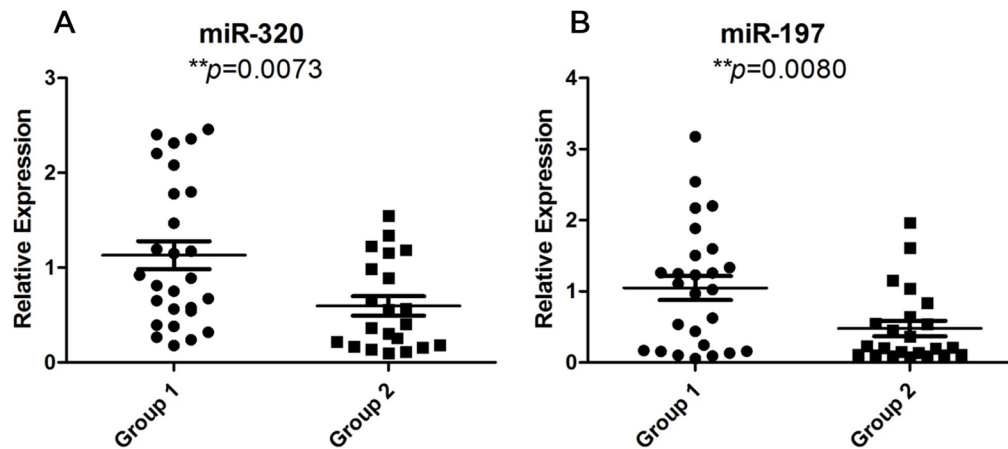 A
miR-320
**p=0.0073
Relative Expression
3
2
1
0
Group 1
Group 2
B
miR-197
**p=0.0080
Relative Expression
4
3
2
1
0
Group 1
Group 2